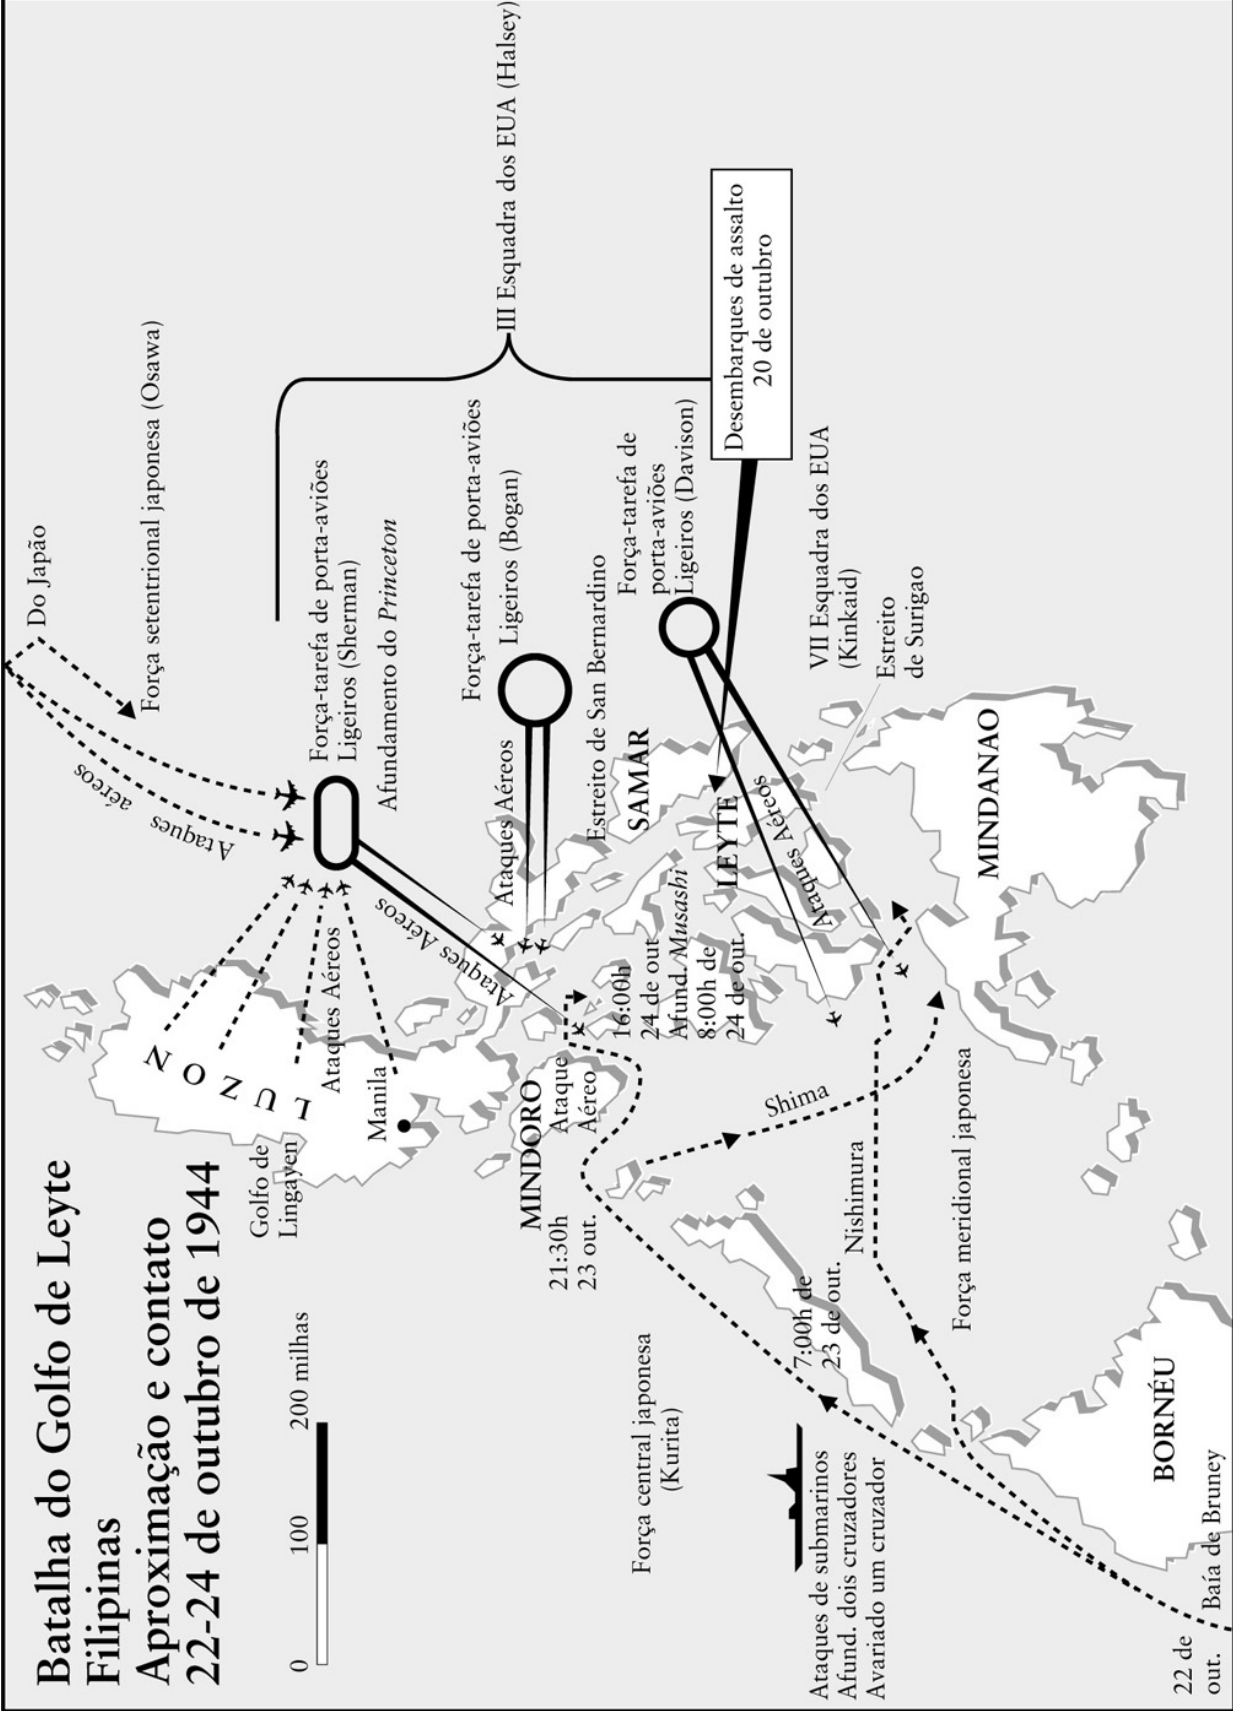 Batalha do Golfo de Leyte
Filipinas
Aproximação e contato
22-24 de outubro de 1944
0 100 200 milhas
Do Japão
Força setentrional japonesa (Osawa)
Ataques aéreos
LUZON
Golfo de
Lingayen
Ataques Aéreos
Manila
Força-tarefa de porta-aviões
Ligeiros (Sherman)
Afundamento do Princeton
III Esquadra dos EUA (Halsey)
Ataques Aéreos
Força-tarefa de porta-aviões
Ligeiros (Bogan)
Ataques Aéreos
Estreito de San Bernardino
MINDORO
Ataque
Aéreo
21:30h
23 out.
16:00h
24 de out
Afund. Musashi
8:00h de
24 de out.
SAMAR
Força-tarefa de
porta-aviões
Ligeiros (Davison)
Desembarques de assalto
20 de outubro
LEYTE
Ataques Aéreos
VII Esquadra dos EUA
(Kinkaid)
Estreito
de Surigao
MINDANAO
Força central japonesa
(Kurita)
Shima
Nishimura
7:00h de
23 de out.
Força meridional japonesa
Ataques de submarinos
Afund. dois cruzadores
Avariado um cruzador
BORNÉU
22 de
out.
Baía de Bruney